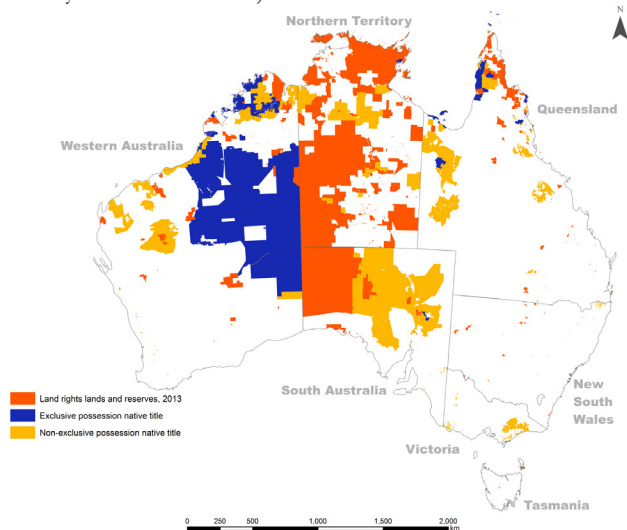 Northern Territory
N
Queensland
Western Australia
South Australia
New
South
Wales
Victoria
Tasmania
Land rights lands and reserves, 2013
Exclusive possession native title
Non-exclusive possession native title
0 250 500 1,000 1,500 2,000
km